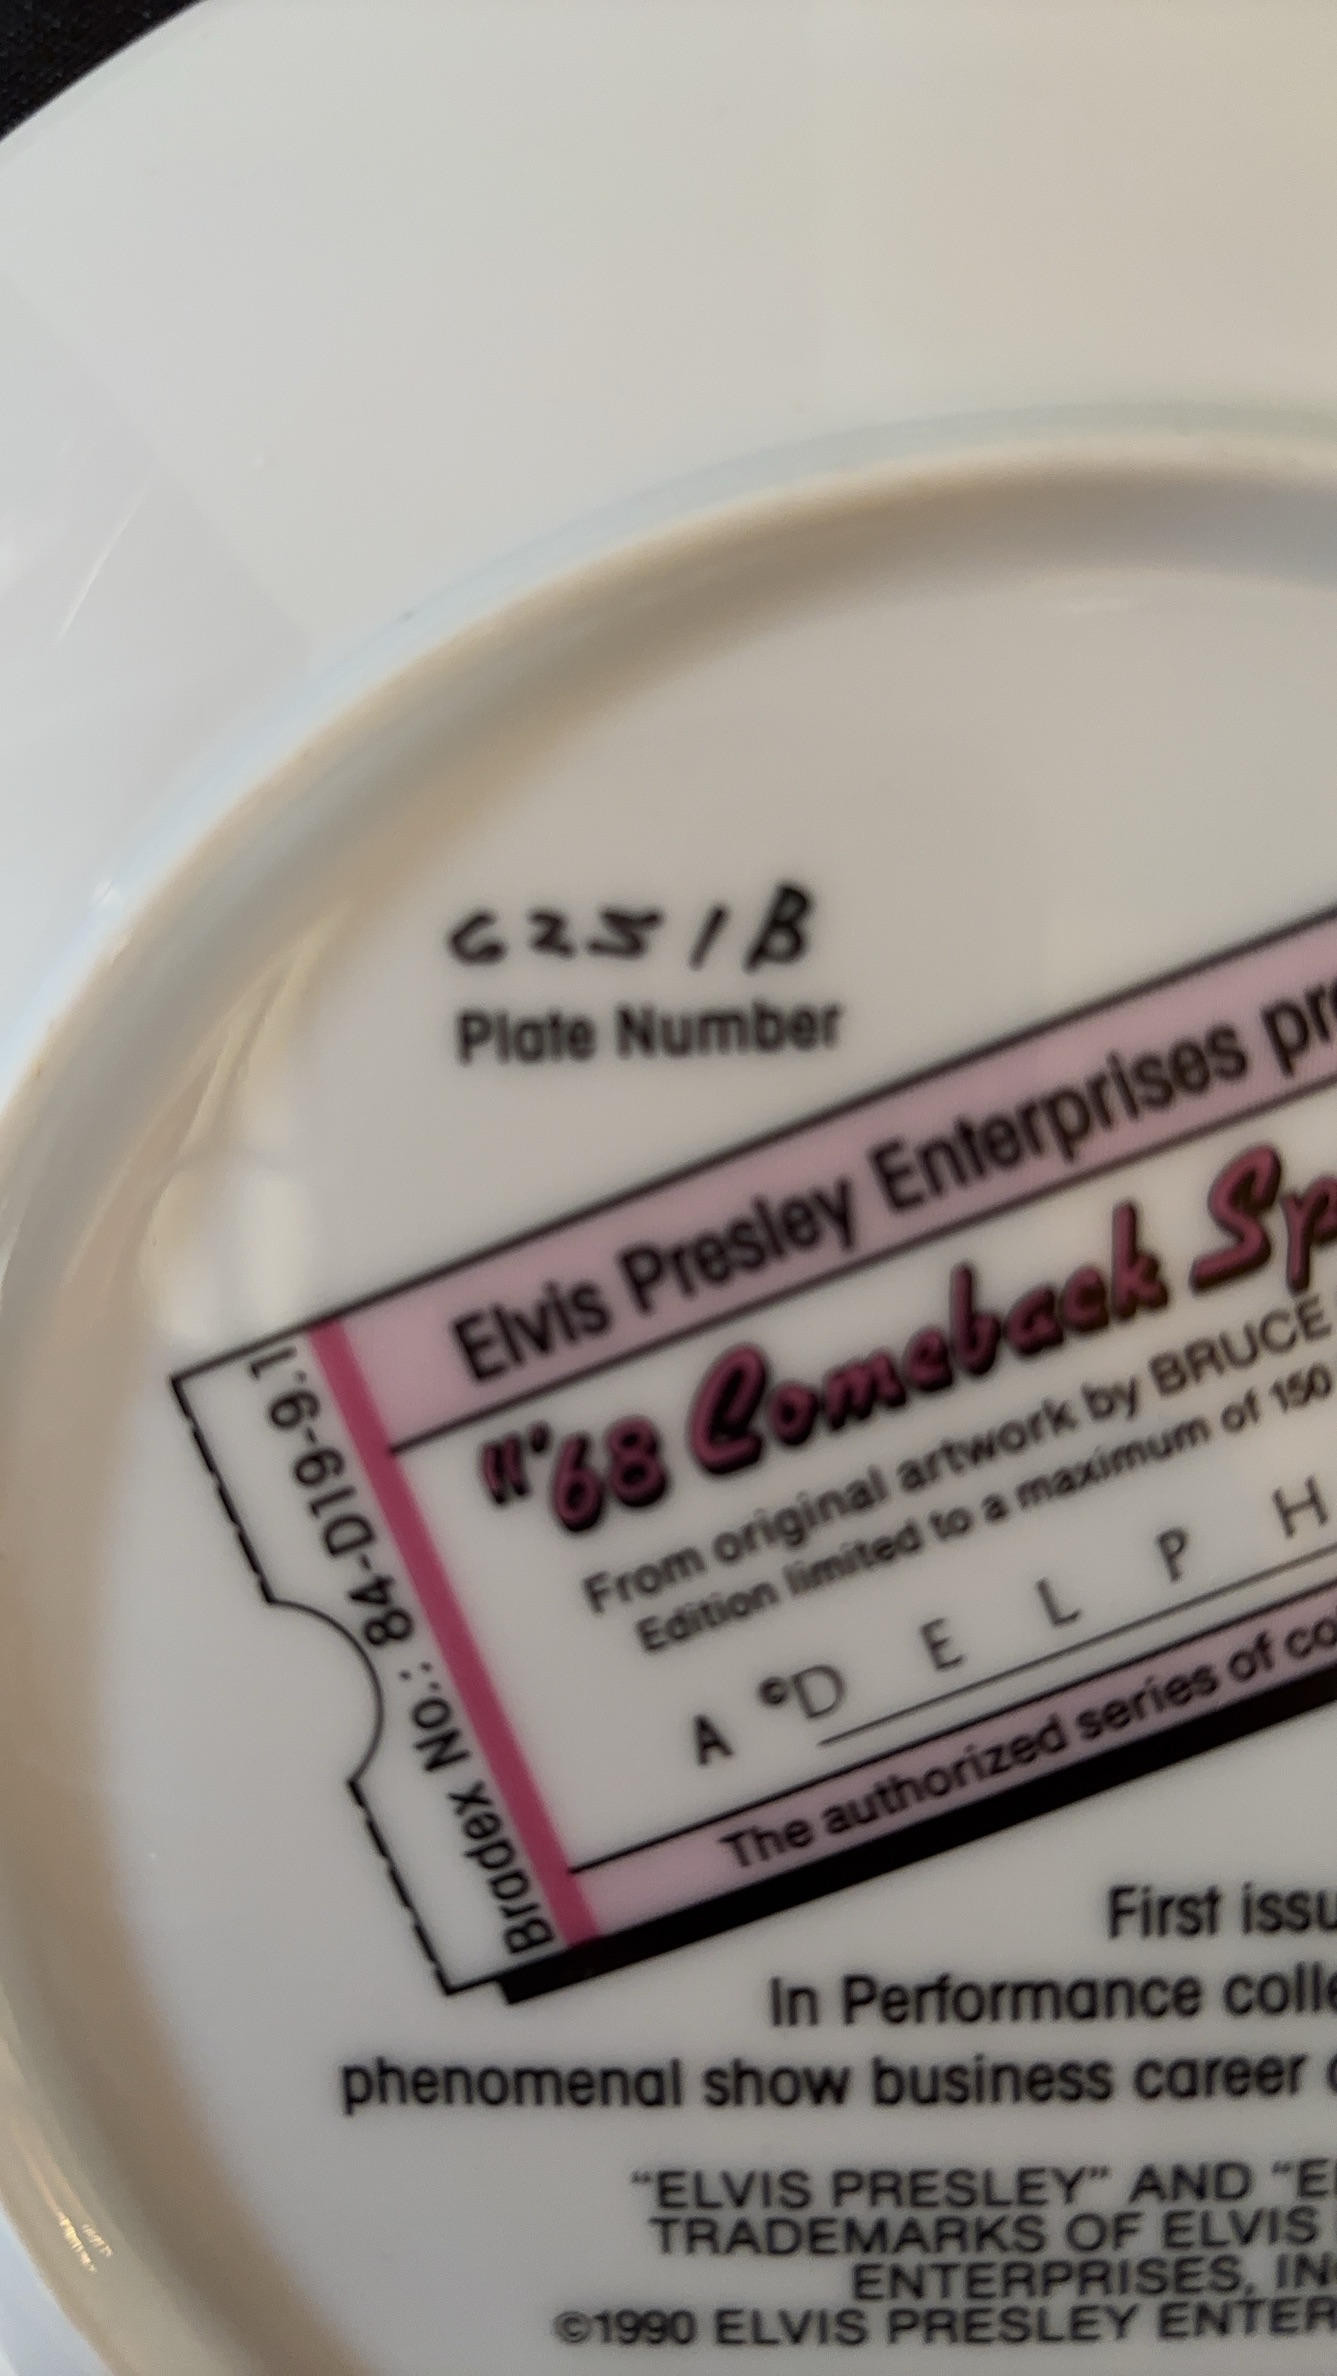 6251B
Plate Number
Elvis Presley Enterprises pr
"'68 Comeback Sp
From original artwork by BRUCE
Edition limited to a maximum of 150
A ©DELPH
The authorized series of co
Bradex No.: 84-D19-9.1
First issu
In Performance colle
phenomenal show business career
"ELVIS PRESLEY" AND "E
TRADEMARKS OF ELVIS
ENTERPRISES, IN
©1990 ELVIS PRESLEY ENTER